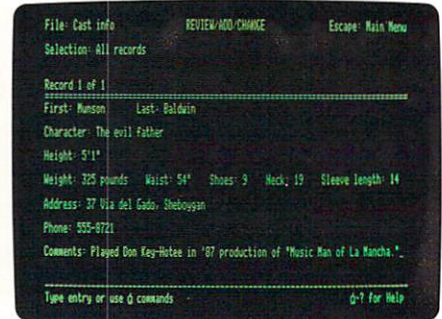 File: Cast info REVIEW/ADD/CHANGE Escape: Main Menu
Selection: All records
Record 1 of 1
First: Munson Last: Baldwin
Character: The evil father
Height: 5'1"
Weight: 325 pounds Waist: 54" Shoes: 9 Neck: 19 Sleeve length: 14
Address: 37 Via del Gado, Sheboygan
Phone: 555-8721
Comments: Played Don Key-Hotee in '87 production of "Music Man of La Mancha."_
Type entry or use commands -? for Help